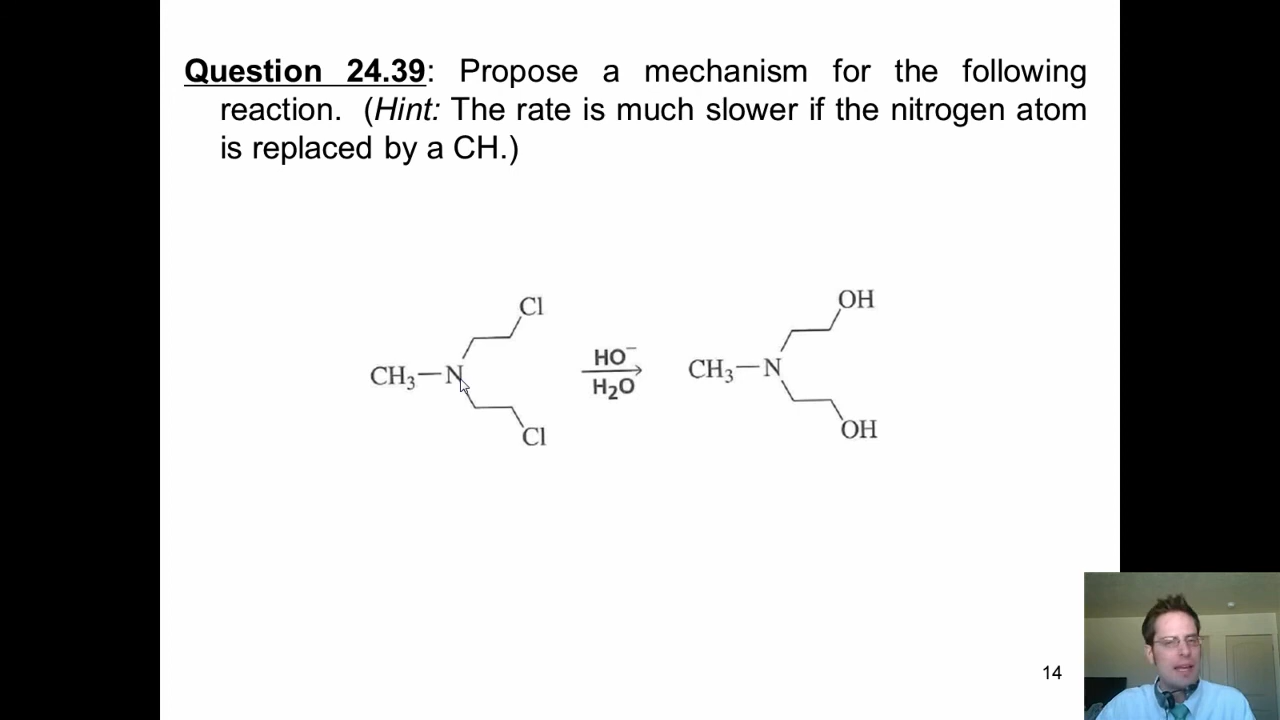 Question 24.39: Propose a mechanism for the following
reaction. (Hint: The rate is much slower if the nitrogen atom
is replaced by a CH.)
Cl
CH₃—N
Cl
HO⁻
H₂O
OH
CH₃—N
OH
14